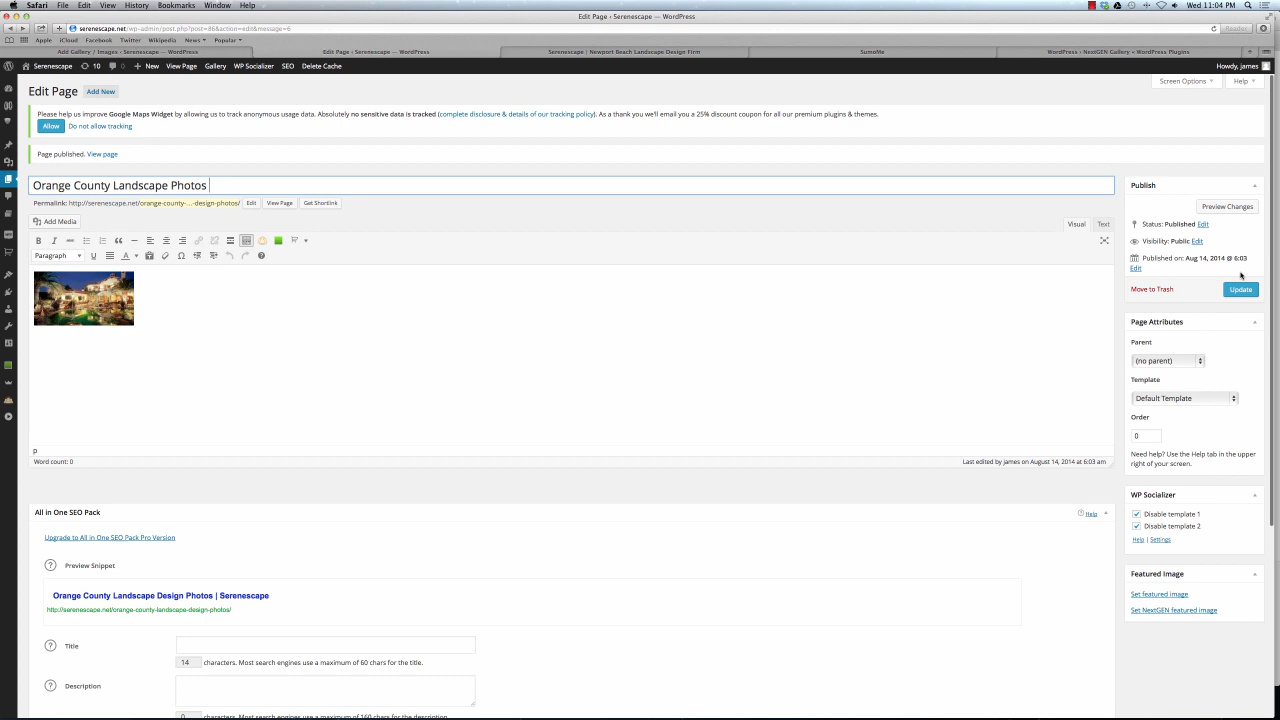 Safari File Edit View History Bookmarks Window Help Wed 11:04 PM
Edit Page ‹ Serenescape — WordPress
serenescape.net/wp-admin/post.php?post=86&action=edit&message=6 Reader
Apple iCloud Facebook Twitter Wikipedia News Popular
Add Gallery / Images ‹ Serenescape — WordPress Edit Page ‹ Serenescape — WordPress Serenescape | Newport Beach Landscape Design Firm SumoMe WordPress › NextGEN Gallery « WordPress Plugins
Serenescape 10 0 + New View Page Gallery WP Socializer SEO Delete Cache Howdy, james
Screen Options Help
Edit Page Add New
Please help us improve Google Maps Widget by allowing us to track anonymous usage data. Absolutely no sensitive data is tracked (complete disclosure & details of our tracking policy). As a thank you we'll email you a 25% discount coupon for all our premium plugins & themes.
Allow Do not allow tracking
Page published. View page
Orange County Landscape Photos
Permalink: http://serenescape.net/orange-county-...-design-photos/ Edit View Page Get Shortlink
Add Media Visual Text
Paragraph
p
Word count: 0 Last edited by james on August 14, 2014 at 6:03 am
All in One SEO Pack Help
Upgrade to All in One SEO Pack Pro Version
Preview Snippet
Orange County Landscape Design Photos | Serenescape
http://serenescape.net/orange-county-landscape-design-photos/
Title
14 characters. Most search engines use a maximum of 60 chars for the title.
Description
0 characters. Most search engines use a maximum of 160 chars for the description.
Publish
Preview Changes
Status: Published Edit
Visibility: Public Edit
Published on: Aug 14, 2014 @ 6:03
Edit
Move to Trash Update
Page Attributes
Parent
(no parent)
Template
Default Template
Order
0
Need help? Use the Help tab in the upper
right of your screen.
WP Socializer
Disable template 1
Disable template 2
Help | Settings
Featured Image
Set featured image
Set NextGEN featured image